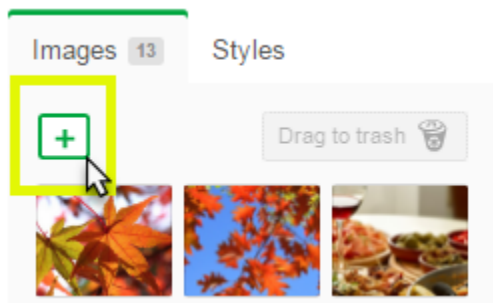 Images 13 Styles
+ Drag to trash